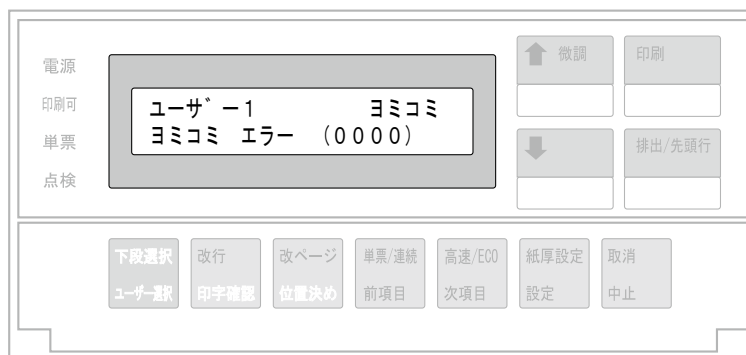 電源
印刷可
単票
点検
ユーザー1 ヨミコミ
ヨミコミ エラー (0000)
微調
印刷
排出/先頭行
下段選択
ユーザー選択
改行
印字確認
改ページ
位置決め
単票/連続
前項目
高速/ECO
次項目
紙厚設定
設定
取消
中止